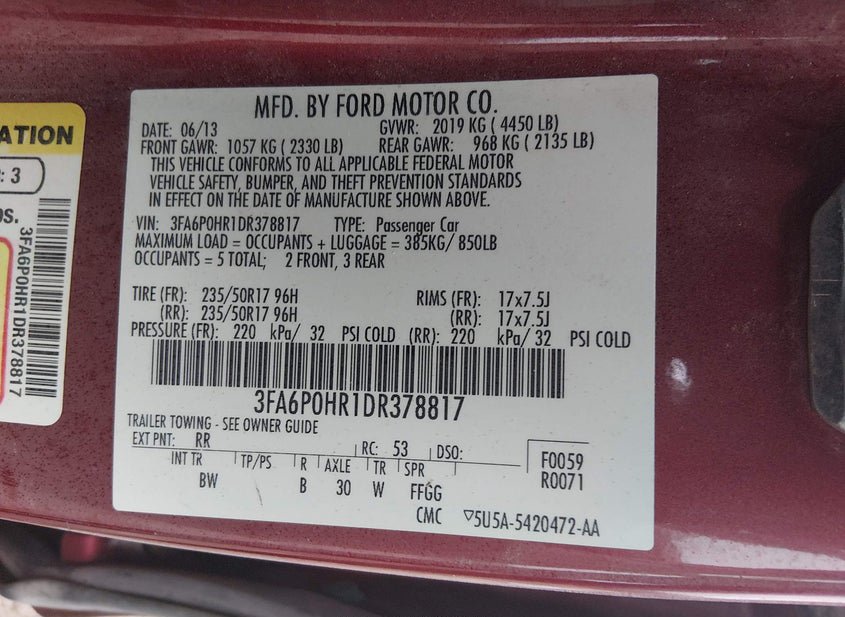 MFD. BY FORD MOTOR CO.
DATE: 06/13 GVWR: 2019 KG (4450 LB)
FRONT GAWR: 1057 KG (2330 LB) REAR GAWR: 968 KG (2135 LB)
THIS VEHICLE CONFORMS TO ALL APPLICABLE FEDERAL MOTOR
VEHICLE SAFETY, BUMPER, AND THEFT PREVENTION STANDARDS
IN EFFECT ON THE DATE OF MANUFACTURE SHOWN ABOVE.
VIN: 3FA6P0HR1DR378817 TYPE: Passenger Car
MAXIMUM LOAD = OCCUPANTS + LUGGAGE = 385KG/ 850LB
OCCUPANTS = 5 TOTAL; 2 FRONT, 3 REAR
TIRE (FR): 235/50R17 96H RIMS (FR): 17x7.5J
(RR): 235/50R17 96H (RR): 17x7.5J
PRESSURE (FR): 220 kPa/ 32 PSI COLD (RR): 220 kPa/ 32 PSI COLD
3FA6P0HR1DR378817
TRAILER TOWING - SEE OWNER GUIDE
EXT PNT: RR RC: 53 DSO: F0059
INT TR TP/PS R AXLE TR SPR R0071
BW B 30 W FFGG
CMC ▽5U5A-5420472-AA
ATION
: 3
os.
3FA6P0HR1DR378817